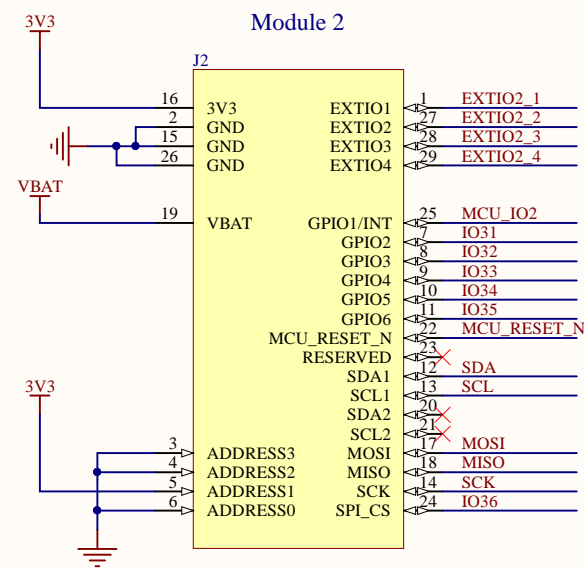 Module 2
3V3
J2
16 3V3 EXTIO1 1 EXTIO2_1
2 GND EXTIO2 27 EXTIO2_2
15 GND EXTIO3 28 EXTIO2_3
26 GND EXTIO4 29 EXTIO2_4
VBAT
19 VBAT GPIO1/INT 25 MCU_IO2
GPIO2 7 IO31
GPIO3 8 IO32
GPIO4 9 IO33
GPIO5 10 IO34
GPIO6 11 IO35
MCU_RESET_N 22 MCU_RESET_N
RESERVED 23
SDA1 12 SDA
3V3
SCL1 13 SCL
SDA2 20
SCL2 21
3 ADDRESS3 MOSI 17 MOSI
4 ADDRESS2 MISO 18 MISO
5 ADDRESS1 SCK 14 SCK
6 ADDRESS0 SPI_CS 24 IO36